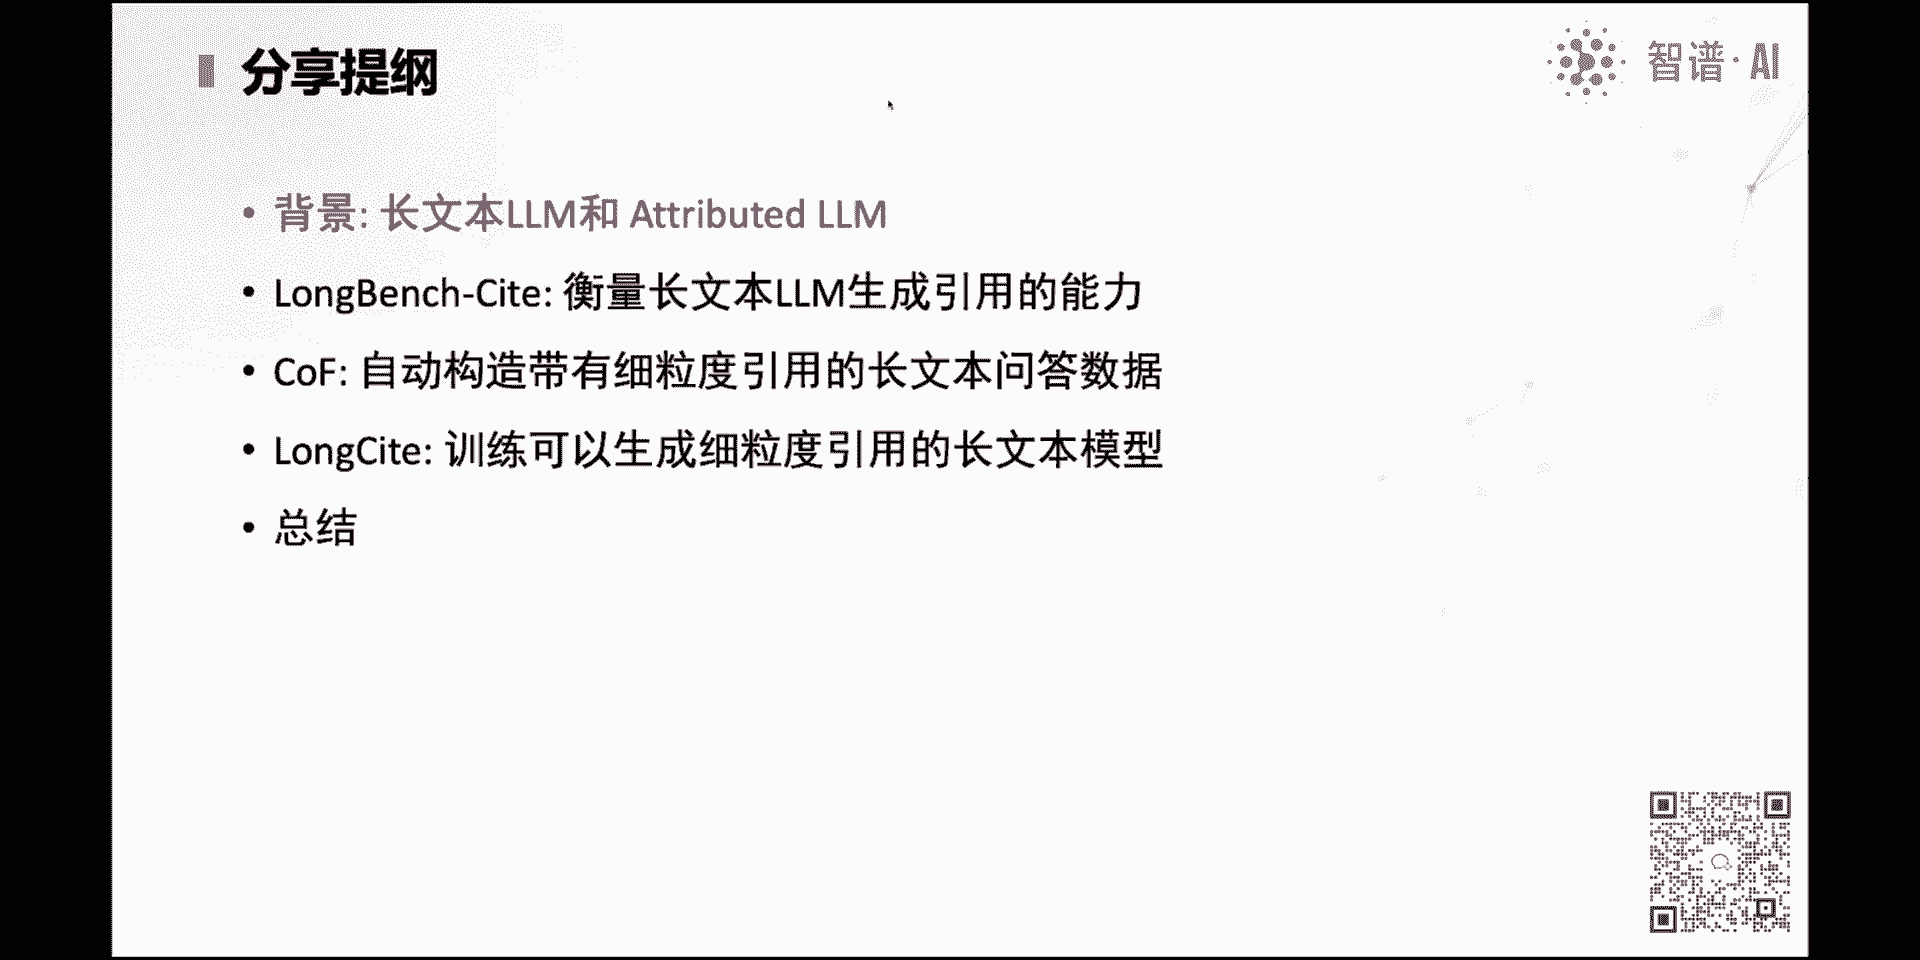 分享提纲
智谱·AI
• 背景: 长文本LLM和 Attributed LLM
• LongBench-Cite: 衡量长文本LLM生成引用的能力
• CoF: 自动构造带有细粒度引用的长文本问答数据
• LongCite: 训练可以生成细粒度引用的长文本模型
• 总结